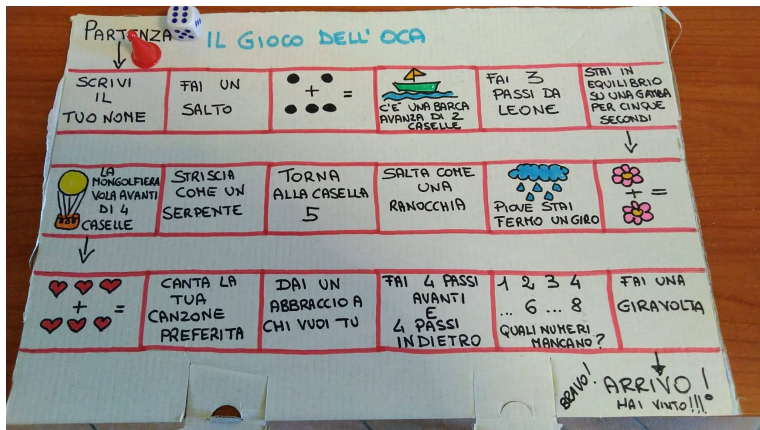 PARTENZA
IL GIOCO DELL' OCA
SCRIVI
IL
TUO NOME
FAI UN
SALTO
+ =
C'E' UNA BARCA
AVANZA DI 2
CASELLE
FAI 3
PASSI DA
LEONE
STAI IN
EQUILIBRIO
SU UNA GAMBA
PER CINQUE
SECONDI
LA
MONGOLFIERA
VOLA AVANTI
DI 4
CASELLE
STRISCIA
COME UN
SERPENTE
TORNA
ALLA CASELLA
5
SALTA COME
UNA
RANOCCHIA
PIOVE STAI
FERMO UN GIRO
+ =
+ =
CANTA LA
TUA
CANZONE
PREFERITA
DAI UN
ABBRACCIO A
CHI VUOI TU
FAI 4 PASSI
AVANTI
E
4 PASSI
INDIETRO
1 2 3 4
... 6 ... 8
QUALI NUMERI
MANCANO?
FAI UNA
GIRAVOLTA
BRAVO!
ARRIVO!
HAI VINTO!!!